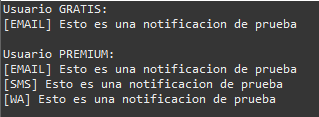 Usuario GRATIS:
[EMAIL] Esto es una notificacion de prueba
Usuario PREMIUM:
[EMAIL] Esto es una notificacion de prueba
[SMS] Esto es una notificacion de prueba
[WA] Esto es una notificacion de prueba